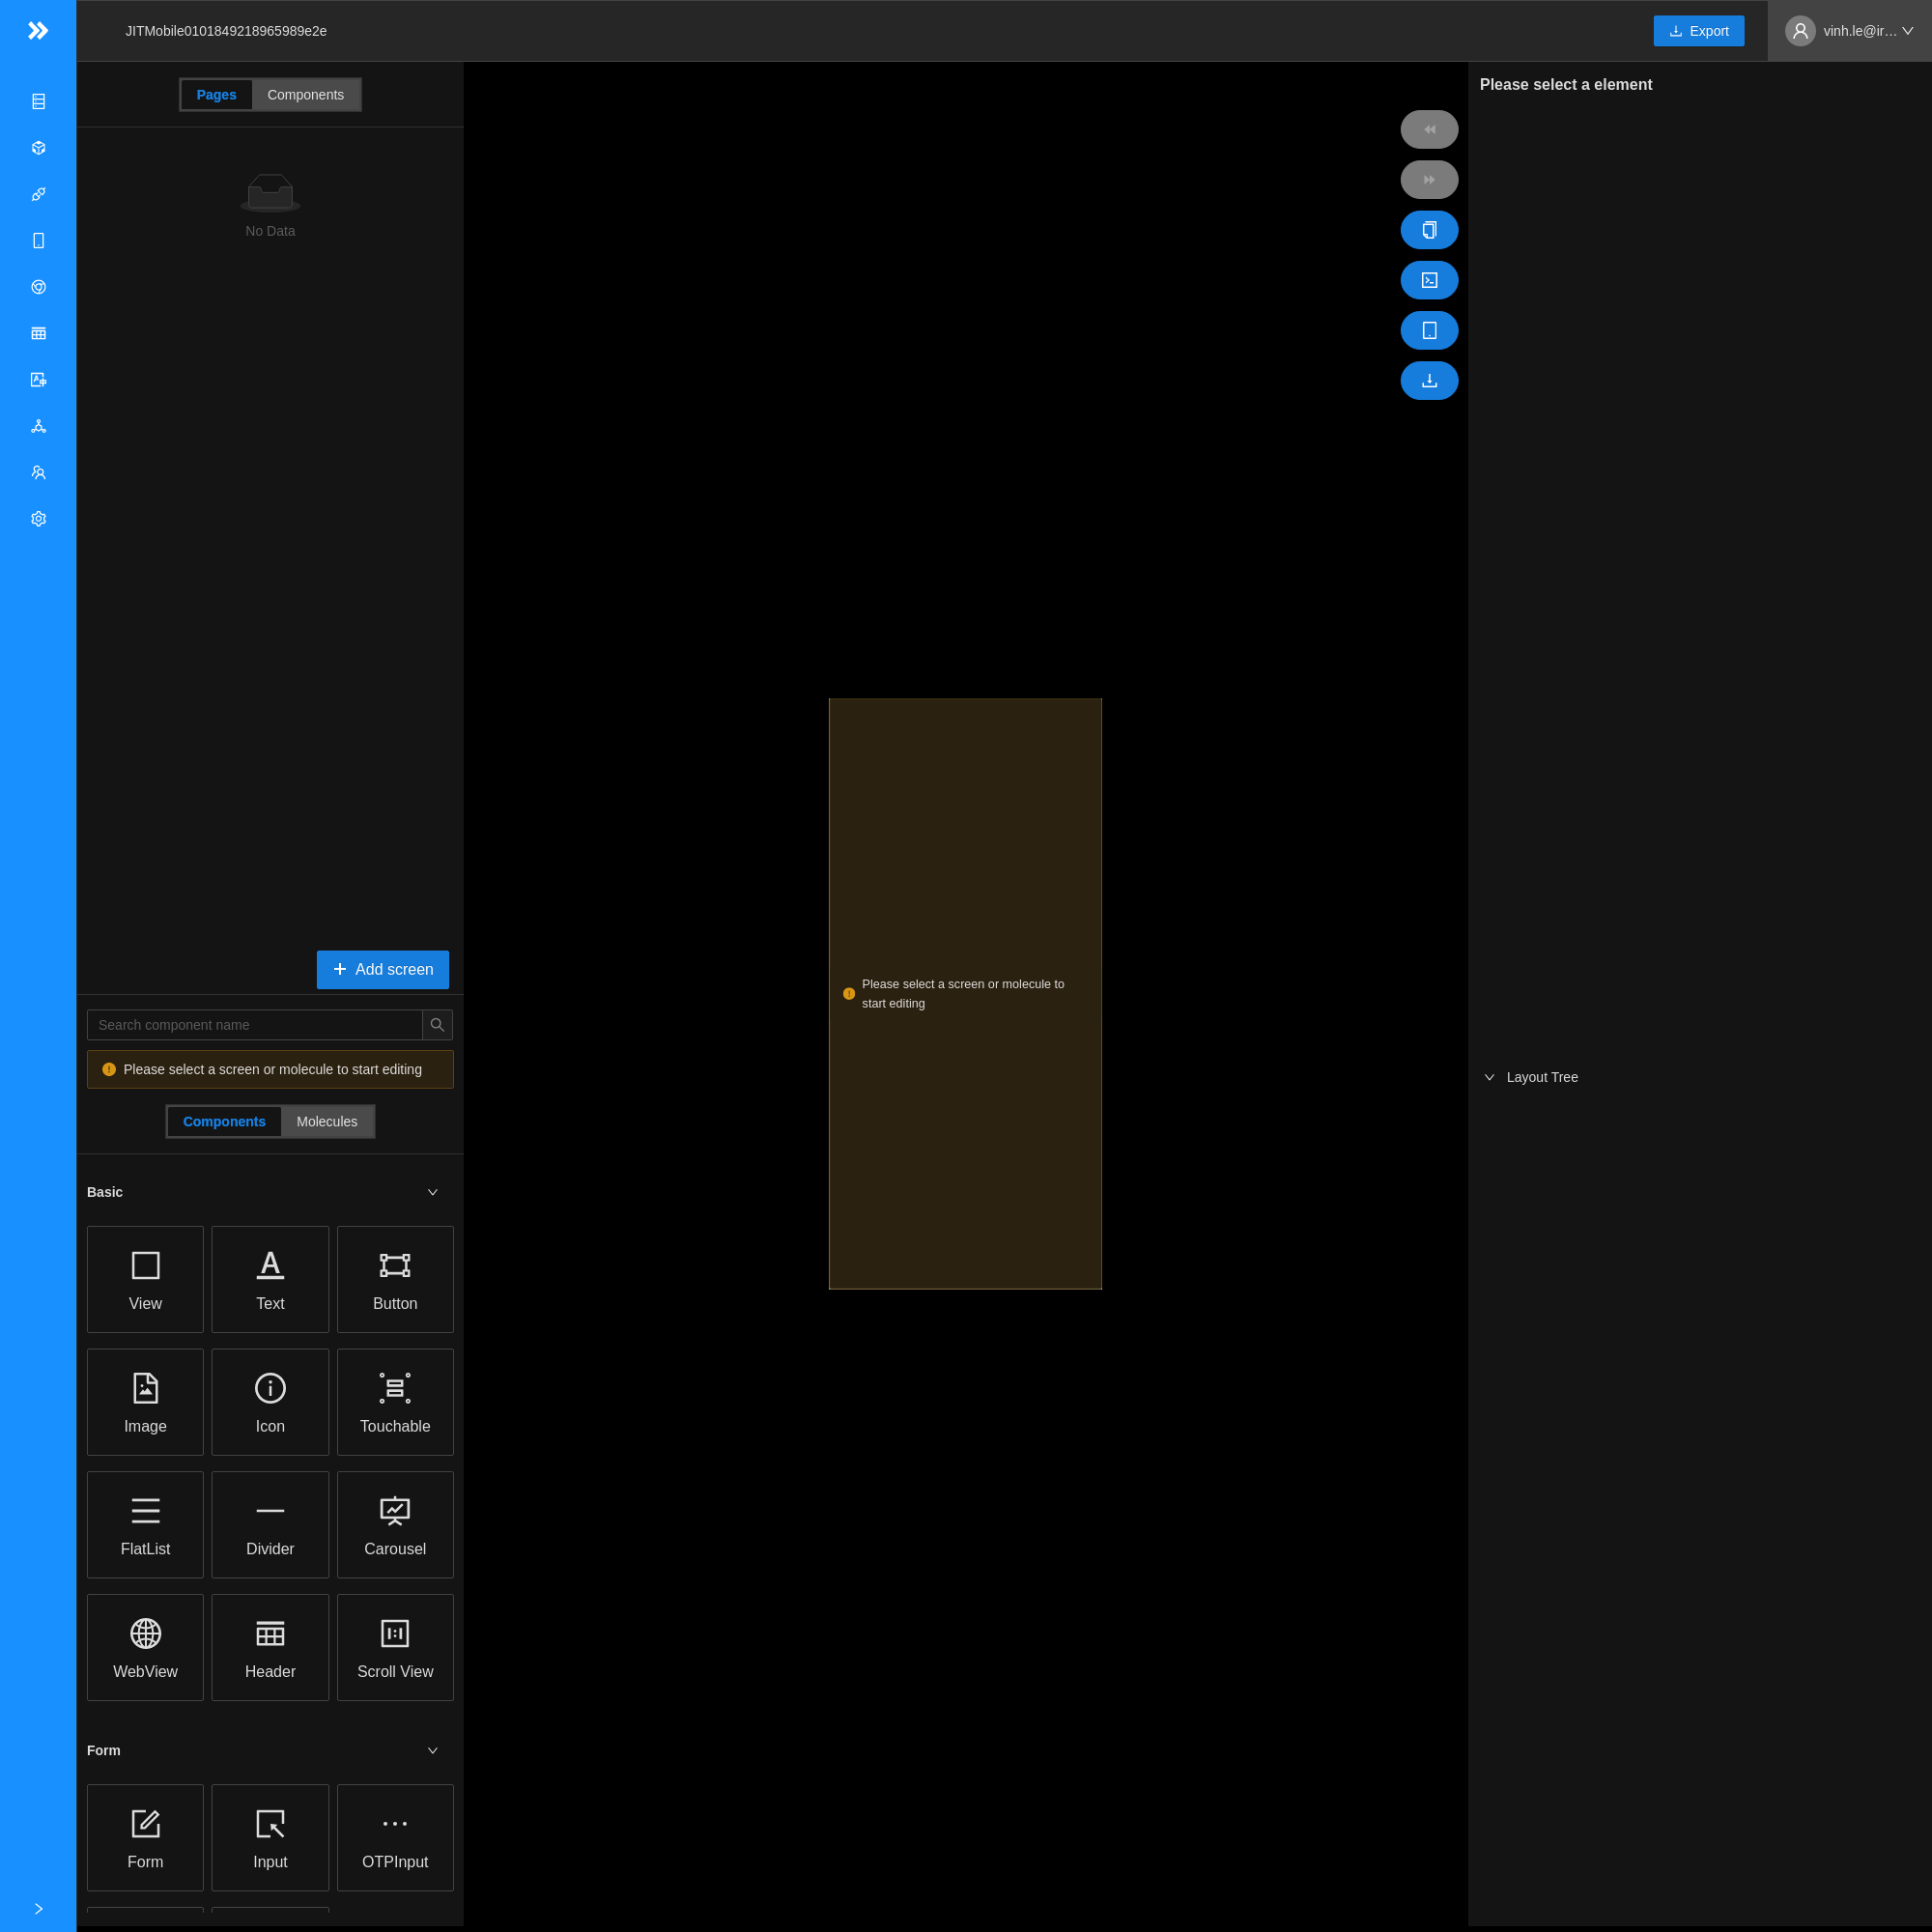 JITMobile0101849218965989e2e
Export
vinh.le@ir…
Pages
Components
No Data
Add screen
Search component name
Please select a screen or molecule to start editing
Components
Molecules
Basic
View
Text
Button
Image
Icon
Touchable
FlatList
Divider
Carousel
WebView
Header
Scroll View
Form
Form
Input
OTPInput
Please select a screen or molecule to
start editing
Please select a element
Layout Tree